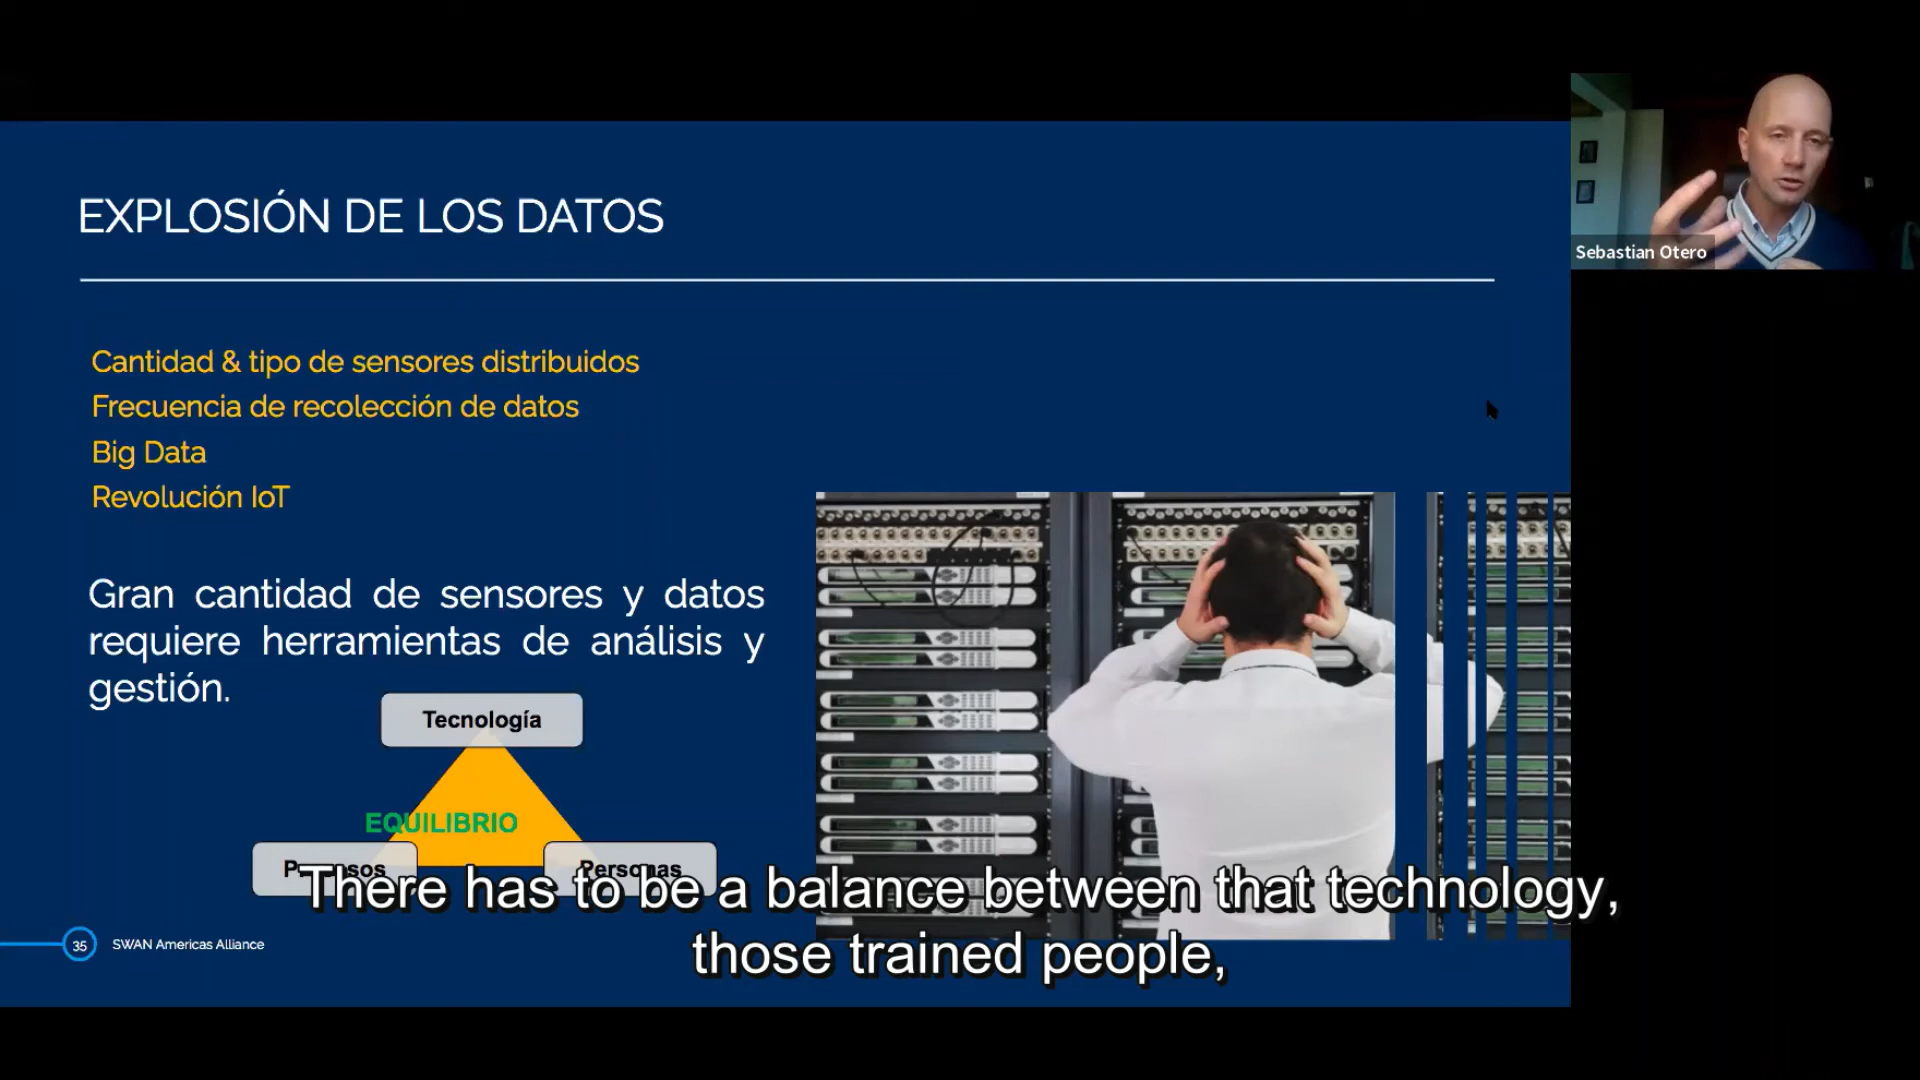 EXPLOSIÓN DE LOS DATOS
Sebastian Otero
Cantidad & tipo de sensores distribuidos
Frecuencia de recolección de datos
Big Data
Revolución IoT
Gran cantidad de sensores y datos
requiere herramientas de análisis y
gestión.
Tecnología
EQUILIBRIO
Procesos
Personas
There has to be a balance between that technology,
those trained people,
35
SWAN Americas Alliance